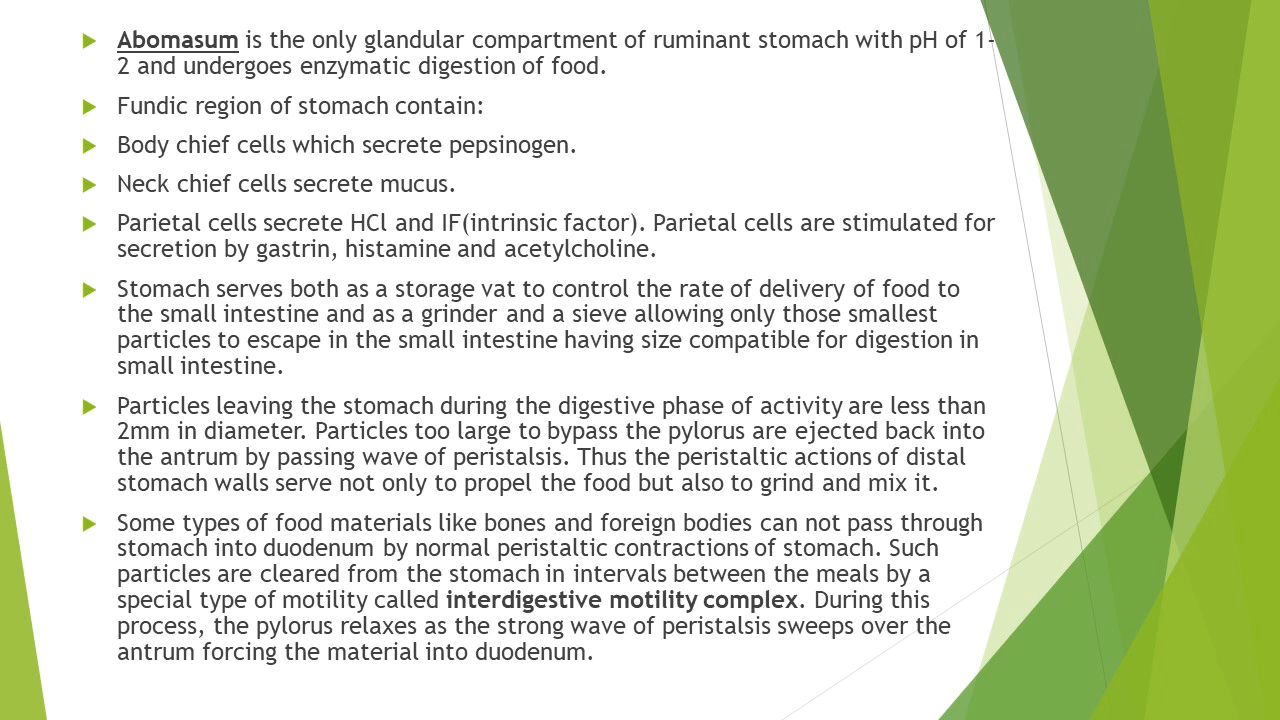 Abomasum is the only glandular compartment of ruminant stomach with pH of 1-
2 and undergoes enzymatic digestion of food.
Fundic region of stomach contain:
Body chief cells which secrete pepsinogen.
Neck chief cells secrete mucus.
Parietal cells secrete HCl and IF(intrinsic factor). Parietal cells are stimulated for
secretion by gastrin, histamine and acetylcholine.
Stomach serves both as a storage vat to control the rate of delivery of food to
the small intestine and as a grinder and a sieve allowing only those smallest
particles to escape in the small intestine having size compatible for digestion in
small intestine.
Particles leaving the stomach during the digestive phase of activity are less than
2mm in diameter. Particles too large to bypass the pylorus are ejected back into
the antrum by passing wave of peristalsis. Thus the peristaltic actions of distal
stomach walls serve not only to propel the food but also to grind and mix it.
Some types of food materials like bones and foreign bodies can not pass through
stomach into duodenum by normal peristaltic contractions of stomach. Such
particles are cleared from the stomach in intervals between the meals by a
special type of motility called interdigestive motility complex. During this
process, the pylorus relaxes as the strong wave of peristalsis sweeps over the
antrum forcing the material into duodenum.